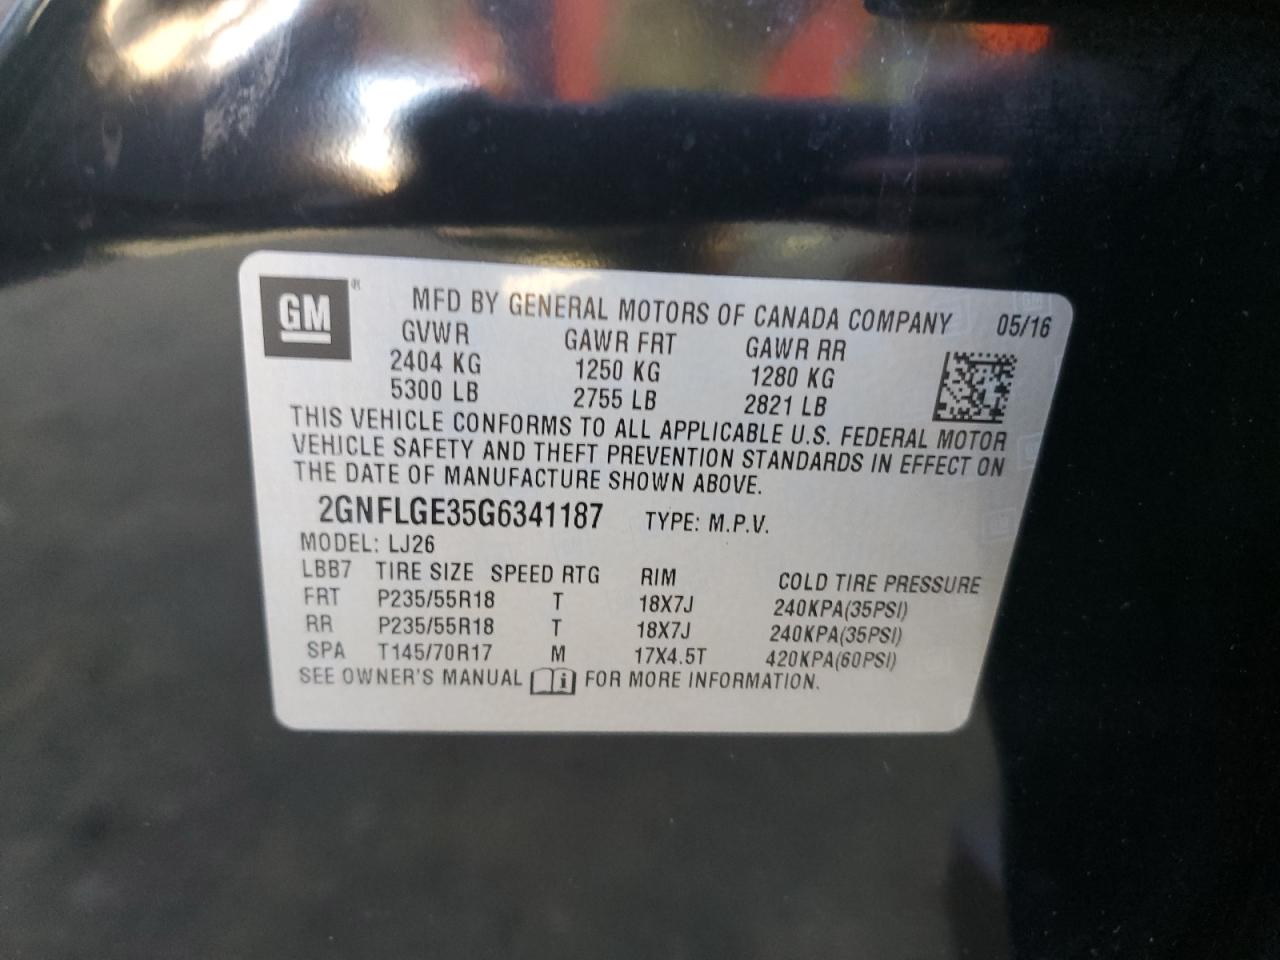 GM ® MFD BY GENERAL MOTORS OF CANADA COMPANY 05/16
GVWR GAWR FRT GAWR RR
2404 KG 1250 KG 1280 KG
5300 LB 2755 LB 2821 LB
THIS VEHICLE CONFORMS TO ALL APPLICABLE U.S. FEDERAL MOTOR
VEHICLE SAFETY AND THEFT PREVENTION STANDARDS IN EFFECT ON
THE DATE OF MANUFACTURE SHOWN ABOVE.
2GNFLGE35G6341187 TYPE: M.P.V.
MODEL: LJ26
LBB7 TIRE SIZE SPEED RTG RIM COLD TIRE PRESSURE
FRT P235/55R18 T 18X7J 240KPA(35PSI)
RR P235/55R18 T 18X7J 240KPA(35PSI)
SPA T145/70R17 M 17X4.5T 420KPA(60PSI)
SEE OWNER'S MANUAL i FOR MORE INFORMATION.